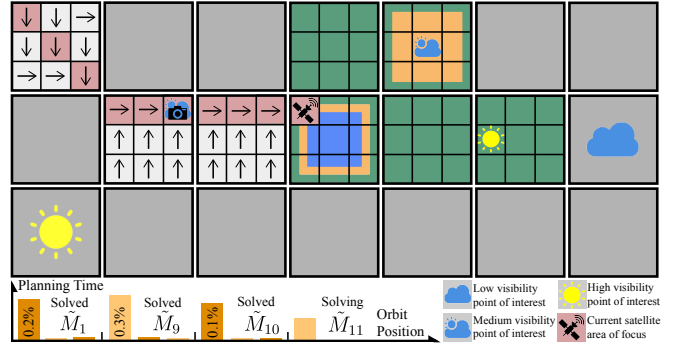 Planning Time
0.2%
Solved
M̃₁
0.3%
Solved
M̃₉
0.1%
Solved
M̃₁₀
Solving
M̃₁₁
Orbit
Position
Low visibility
point of interest
High visibility
point of interest
Medium visibility
point of interest
Current satellite
area of focus